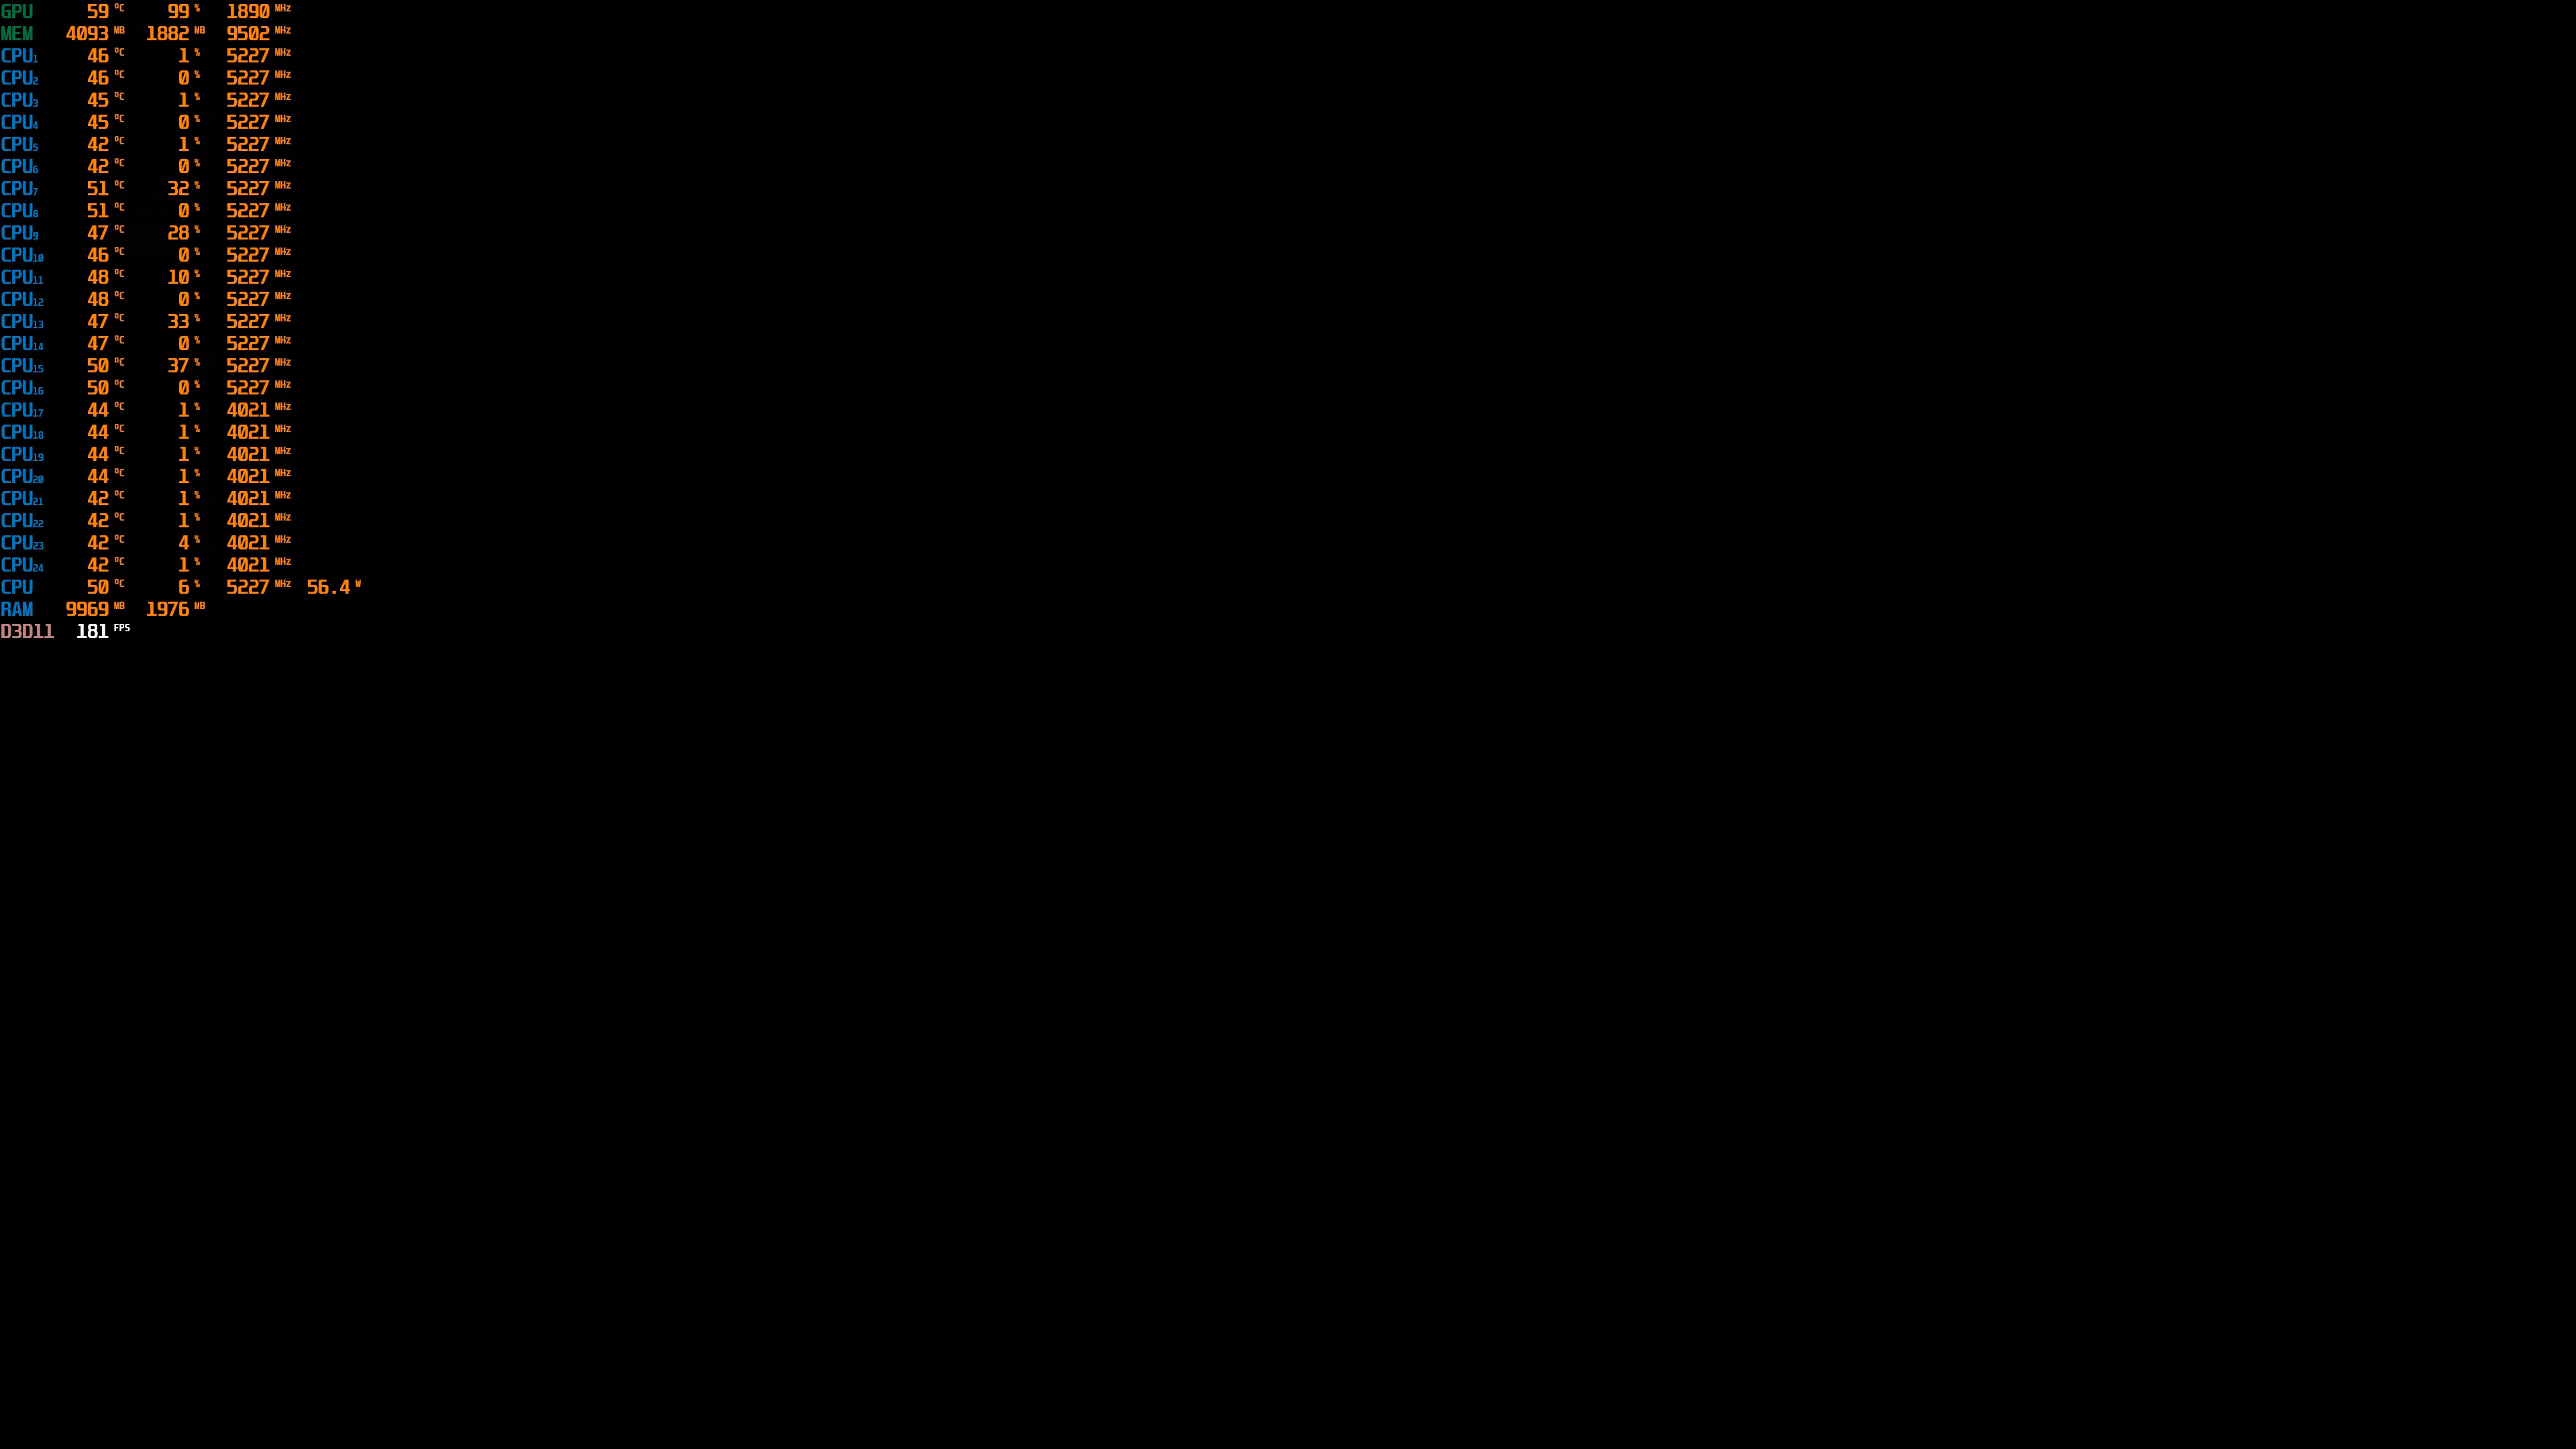 GPU 59 °C 99 % 1890 MHz
MEM 4093 MB 1882 MB 9502 MHz
CPU1 46 °C 1 % 5227 MHz
CPU2 46 °C 0 % 5227 MHz
CPU3 45 °C 1 % 5227 MHz
CPU4 45 °C 0 % 5227 MHz
CPU5 42 °C 1 % 5227 MHz
CPU6 42 °C 0 % 5227 MHz
CPU7 51 °C 32 % 5227 MHz
CPU8 51 °C 0 % 5227 MHz
CPU9 47 °C 28 % 5227 MHz
CPU10 46 °C 0 % 5227 MHz
CPU11 48 °C 10 % 5227 MHz
CPU12 48 °C 0 % 5227 MHz
CPU13 47 °C 33 % 5227 MHz
CPU14 47 °C 0 % 5227 MHz
CPU15 50 °C 37 % 5227 MHz
CPU16 50 °C 0 % 5227 MHz
CPU17 44 °C 1 % 4021 MHz
CPU18 44 °C 1 % 4021 MHz
CPU19 44 °C 1 % 4021 MHz
CPU20 44 °C 1 % 4021 MHz
CPU21 42 °C 1 % 4021 MHz
CPU22 42 °C 1 % 4021 MHz
CPU23 42 °C 4 % 4021 MHz
CPU24 42 °C 1 % 4021 MHz
CPU 50 °C 6 % 5227 MHz 56.4 W
RAM 9969 MB 1976 MB
D3D11 181 FPS